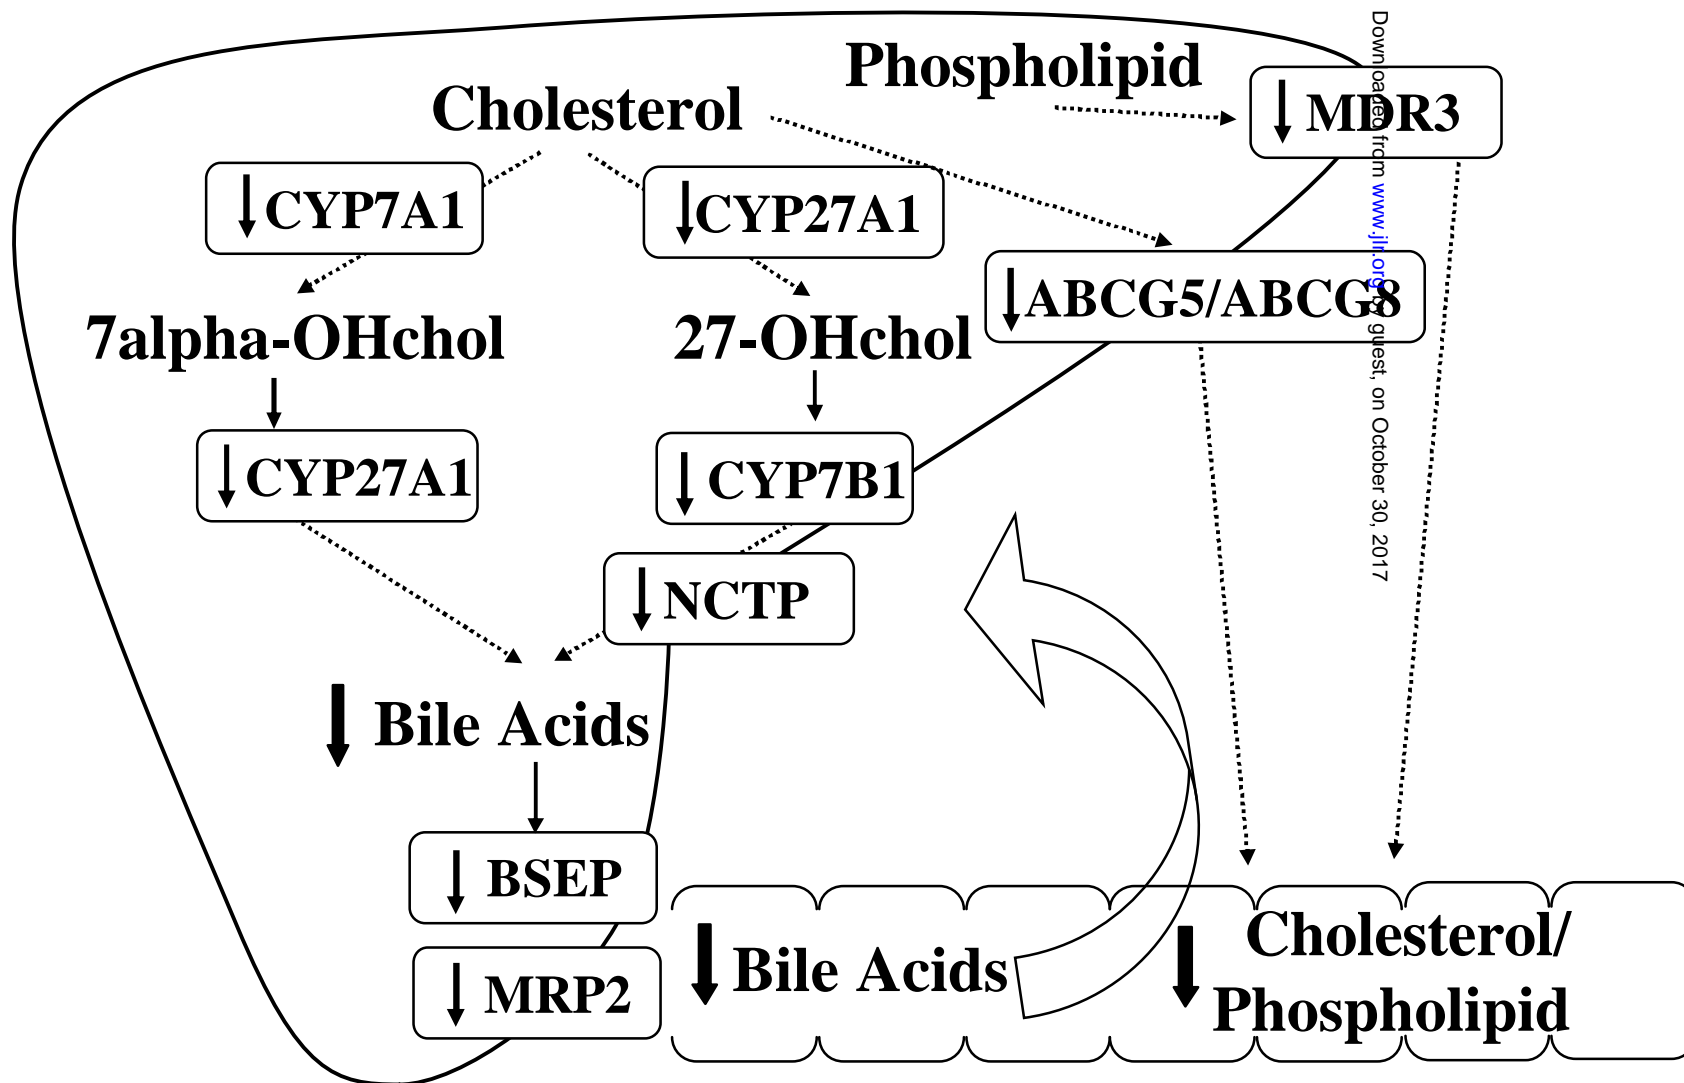 Phospholipid
Cholesterol
MDR3
CYP7A1
CYP27A1
ABCG5/ABCG8
7alpha-OHchol
27-OHchol
CYP27A1
CYP7B1
NCTP
Bile Acids
BSEP
MRP2
Bile Acids
Cholesterol/
Phospholipid
Downloaded from www.jlr.org by guest, on October 30, 2017